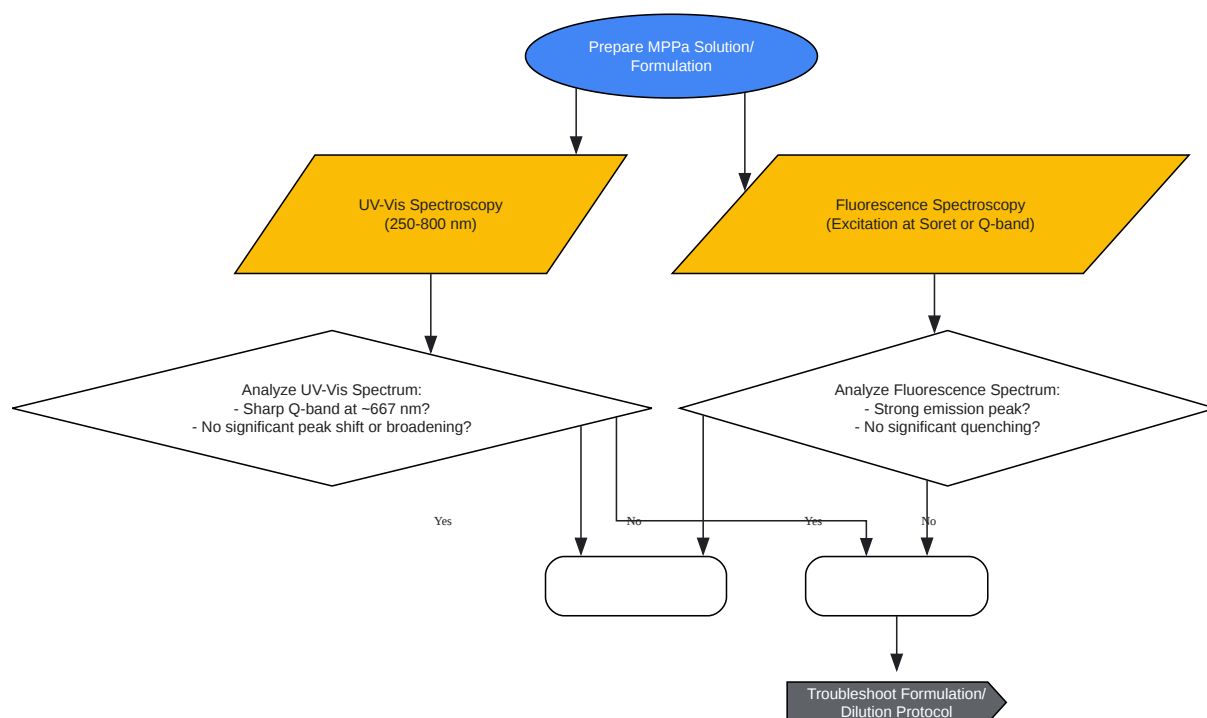 Prepare MPPa Solution/
Formulation
UV-Vis Spectroscopy
(250-800 nm)
Fluorescence Spectroscopy
(Excitation at Soret or Q-band)
Analyze UV-Vis Spectrum:
- Sharp Q-band at ~667 nm?
- No significant peak shift or broadening?
Analyze Fluorescence Spectrum:
- Strong emission peak?
- No significant quenching?
Yes
No
Yes
No
Troubleshoot Formulation/
Dilution Protocol